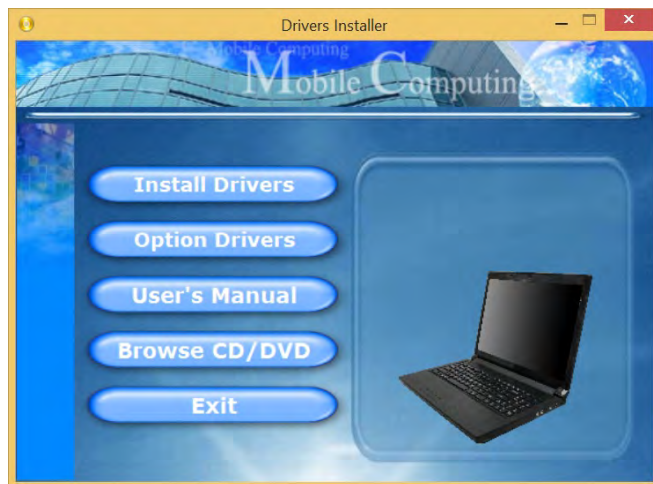 Drivers Installer
Mobile Computing
Mobile Computing
Install Drivers
Option Drivers
User's Manual
Browse CD/DVD
Exit